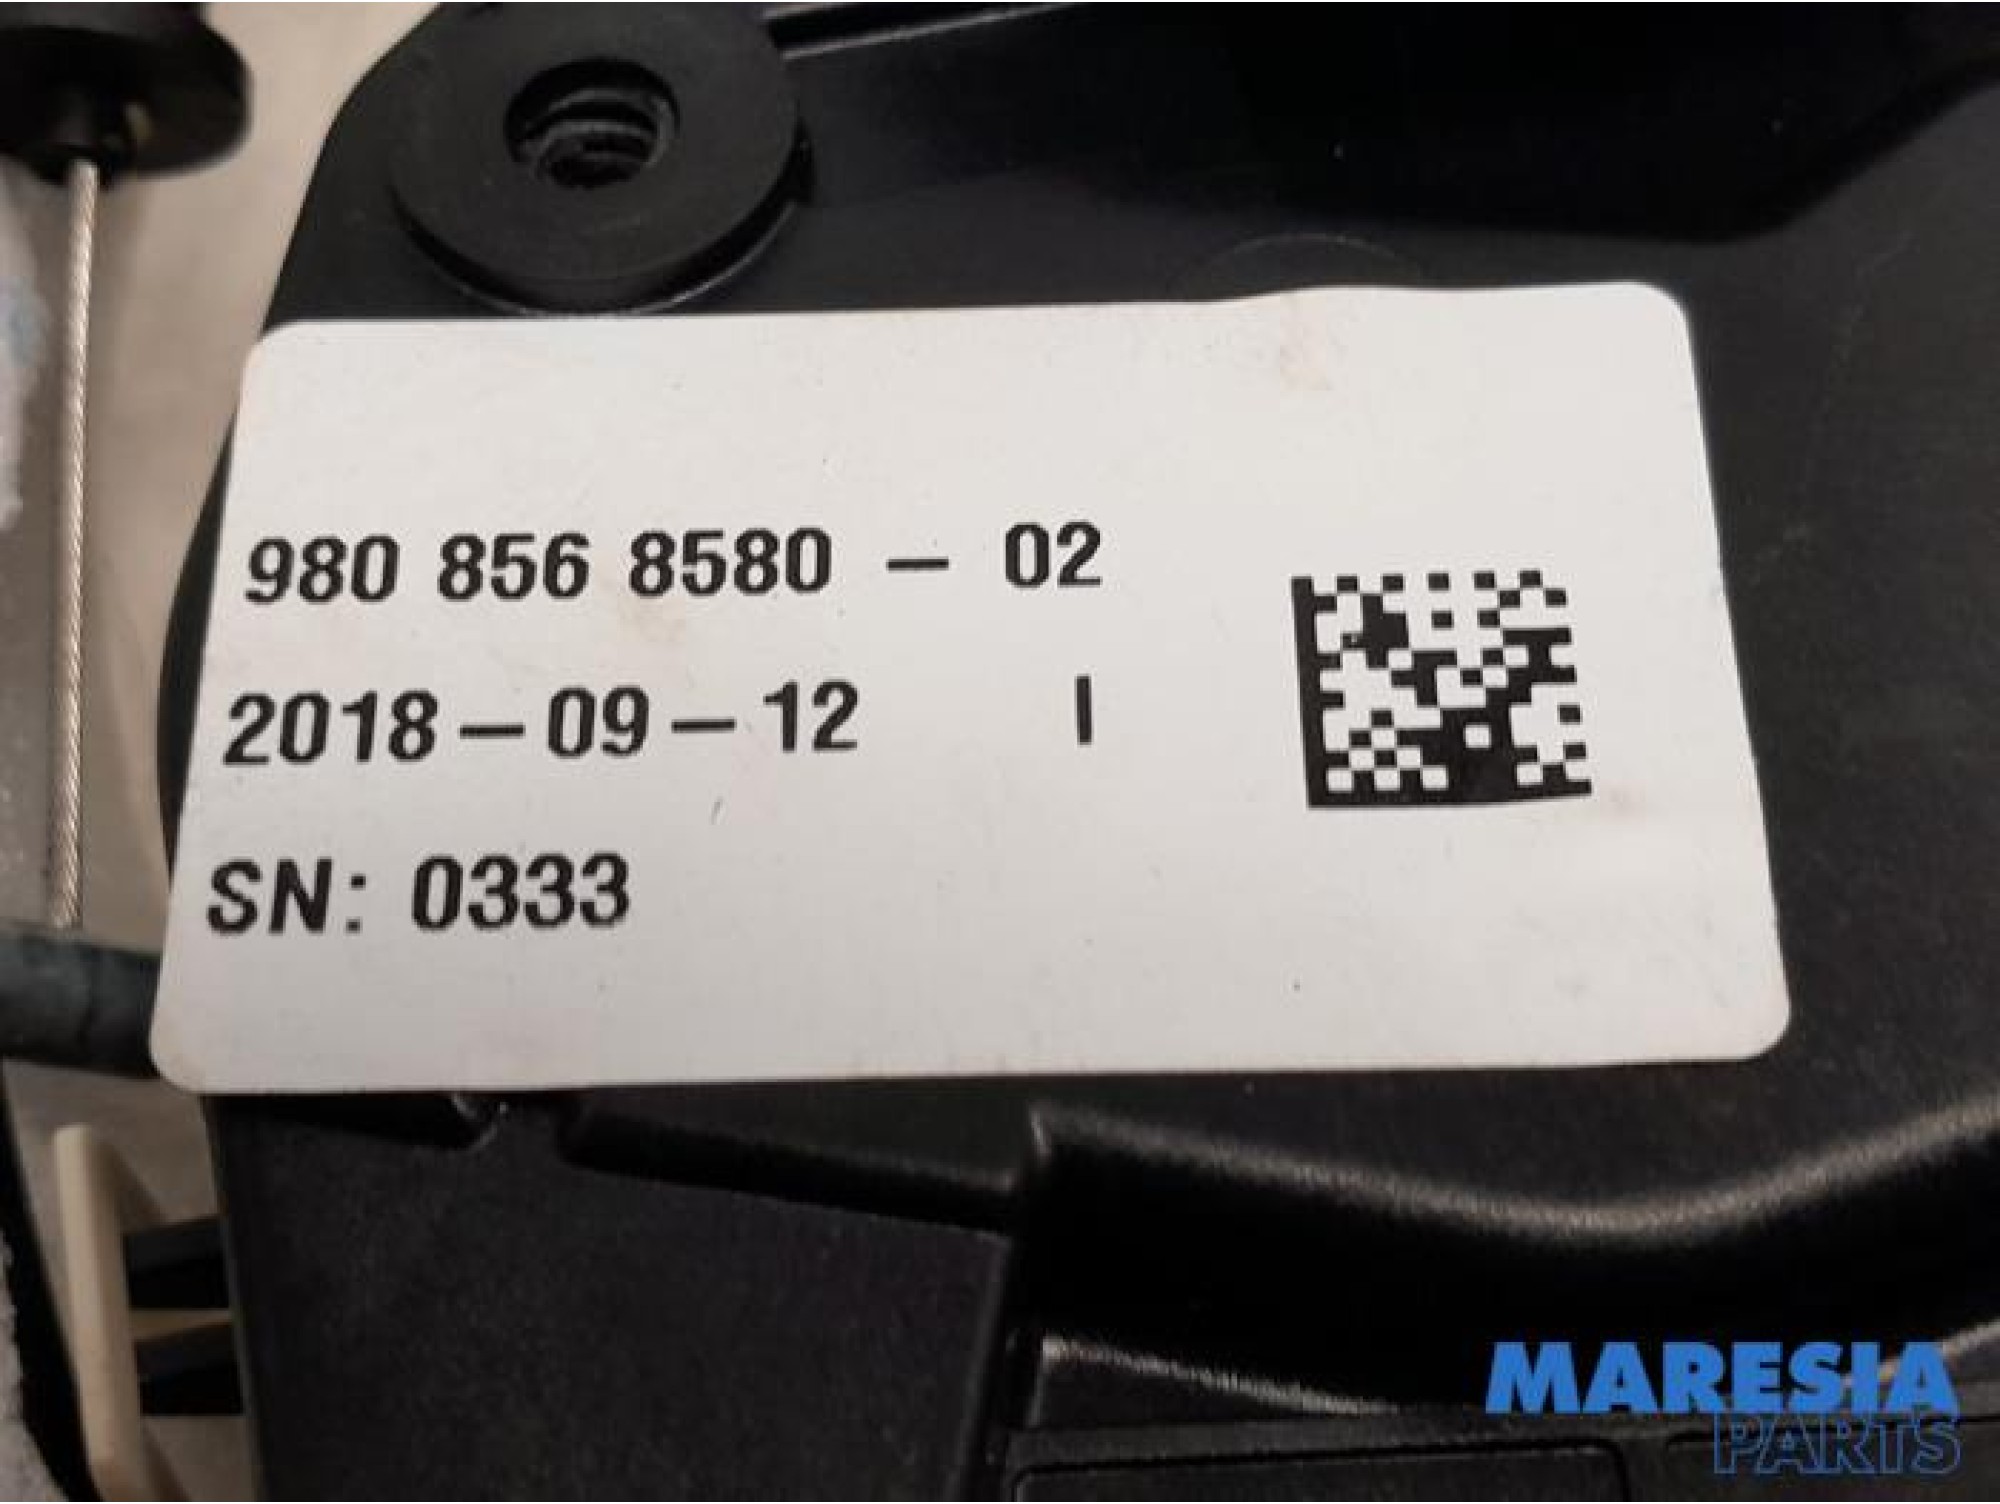 980 856 8580 – 02
2018–09–12 I
SN: 0333
MARESIA
PARTS